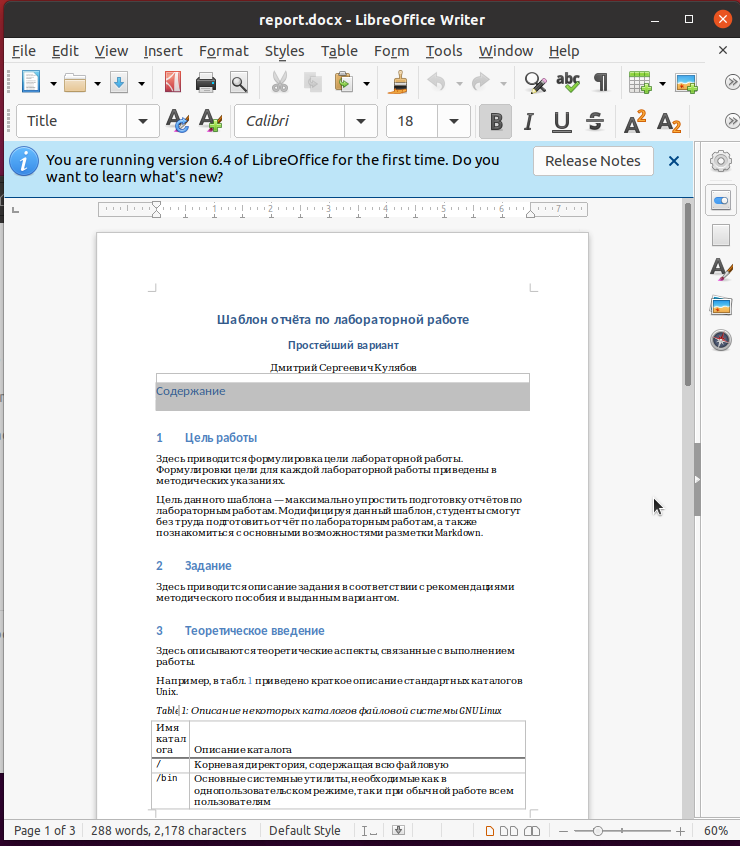 report.docx - LibreOffice Writer
File Edit View Insert Format Styles Table Form Tools Window Help
Title Calibri 18 B I U S A2 A2
You are running version 6.4 of LibreOffice for the first time. Do you
want to learn what's new?
Release Notes
1 2 3 4 5 6 7
Шаблон отчёта по лабораторной работе
Простейший вариант
Дмитрий Сергеевич Кулябов
Содержание
1 Цель работы
Здесь приводится формулировка цели лабораторной работы.
Формулировки цели для каждой лабораторной работы приведены в
методических указаниях.
Цель данного шаблона — максимально упростить подготовку отчётов по
лабораторным работам. Модифицируя данный шаблон, студенты смогут
без труда подготовить отчёт по лабораторным работам, а также
познакомиться с основными возможностями разметки Markdown.
2 Задание
Здесь приводится описание задания в соответствии с рекомендациями
методического пособия и выданным вариантом.
3 Теоретическое введение
Здесь описываются теоретические аспекты, связанные с выполнением
работы.
Например, в табл. 1 приведено краткое описание стандартных каталогов
Unix.
Table 1: Описание некоторых каталогов файловой системы GNU Linux
Имя
катал
ога Описание каталога
/ Корневая директория, содержащая всю файловую
/bin Основные системные утилиты, необходимые как в
однопользовательском режиме, так и при обычной работе всем
пользователям
Page 1 of 3 288 words, 2,178 characters Default Style 60%